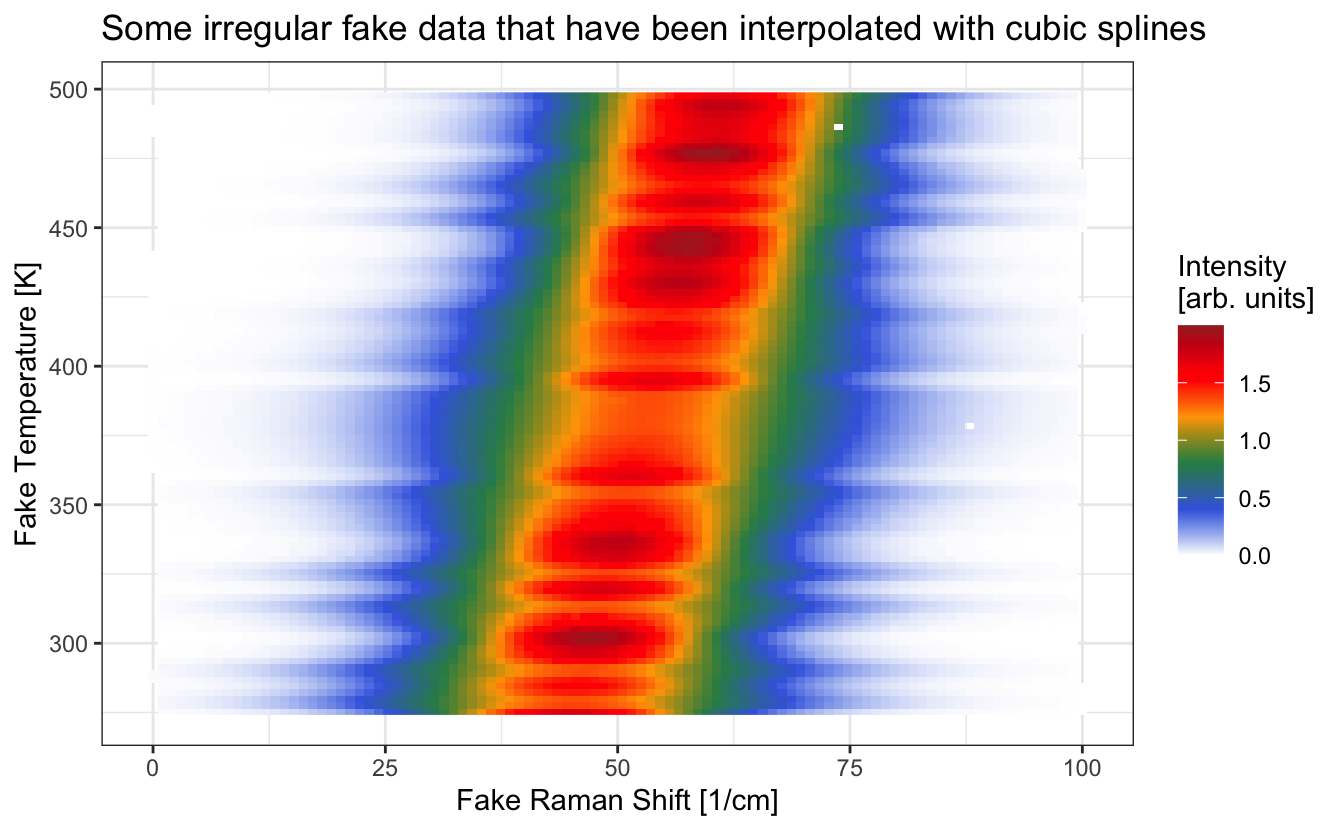 Some irregular fake data that have been interpolated with cubic splines
500
450
400
350
300
Fake Temperature [K]
0 25 50 75 100
Fake Raman Shift [1/cm]
Intensity
[arb. units]
1.5
1.0
0.5
0.0